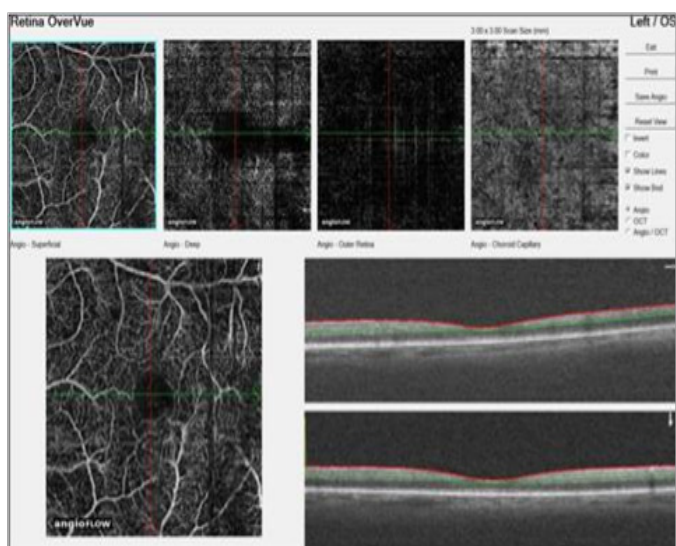 Retina OverVue
Left / OS
3.00 x 3.00 Scan Size (mm)
Exit
Print
Save Angio
Reset View
Invert
Color
Show Lines
Show Bnd
Angio
OCT
Angio / OCT
angioFLOW
angioFLOW
angioFLOW
angioFLOW
Angio - Superficial
Angio - Deep
Angio - Outer Retina
Angio - Choroid Capillary
angioFLOW